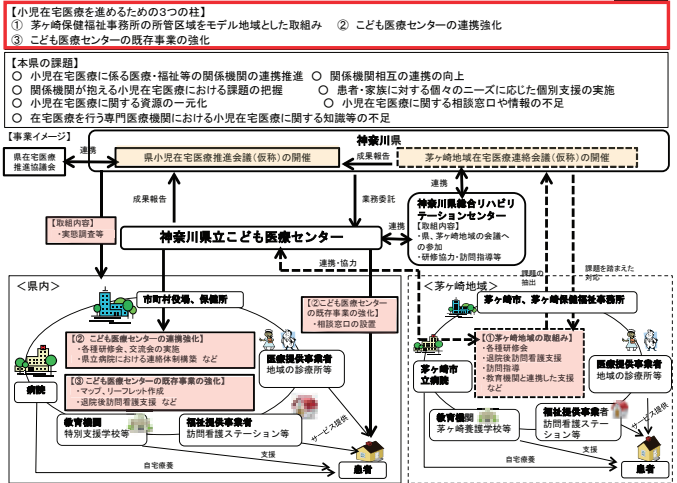 【小児在宅医療を進めるための3つの柱】
① 茅ヶ崎保健福祉事務所の所管区域をモデル地域とした取組み ② こども医療センターの連携強化
③ こども医療センターの既存事業の強化
【本県の課題】
○ 小児在宅医療に係る医療・福祉等の関係機関の連携推進 ○ 関係機関相互の連携の向上
○ 関係機関が抱える小児在宅医療における課題の把握 ○ 患者・家族に対する個々のニーズに応じた個別支援の実施
○ 小児在宅医療に関する資源の一元化 ○ 小児在宅医療に関する相談窓口や情報の不足
○ 在宅医療を行う専門医療機関における小児在宅医療に関する知識等の不足
【事業イメージ】
神奈川県
県在宅医療
推進協議会
連携
県小児在宅医療推進会議(仮称)の開催
成果報告
茅ヶ崎地域在宅医療連絡会議(仮称)の開催
成果報告
業務委託
連携
神奈川県総合リハビリ
テーションセンター
【取組内容】
・県、茅ヶ崎地域の会議へ
の参加
・研修協力・訪問指導等
【取組内容】
・実態調査等
神奈川県立こども医療センター
連携
連携・協力
課題の
抽出
課題を踏まえた
対応
<県内>
市町村役場、保健所
【②こども医療センター
の既存事業の強化】
・相談窓口の設置
【② こども医療センターの連携強化】
・各種研修会、交流会の実施
・県立病院における連絡体制構築 など
【③ こども医療センターの既存事業の強化】
・マップ、リーフレット作成
・退院後訪問看護支援 など
病院
医療提供事業者
地域の診療所等
教育機関
特別支援学校等
福祉提供事業者
訪問看護ステーション等
サービス提供
支援
自宅療養
患者
<茅ヶ崎地域>
茅ヶ崎市、茅ヶ崎保健福祉事務所
【①茅ヶ崎地域の取組み】
・各種研修会
・退院後訪問看護支援
・訪問指導
・教育機関と連携した支援
など
茅ヶ崎市
立病院
医療提供事業者
地域の診療所等
教育機関
茅ヶ崎養護学校等
福祉提供事業者
訪問看護ステー
ション等
サービス提供
支援
自宅療養
患者